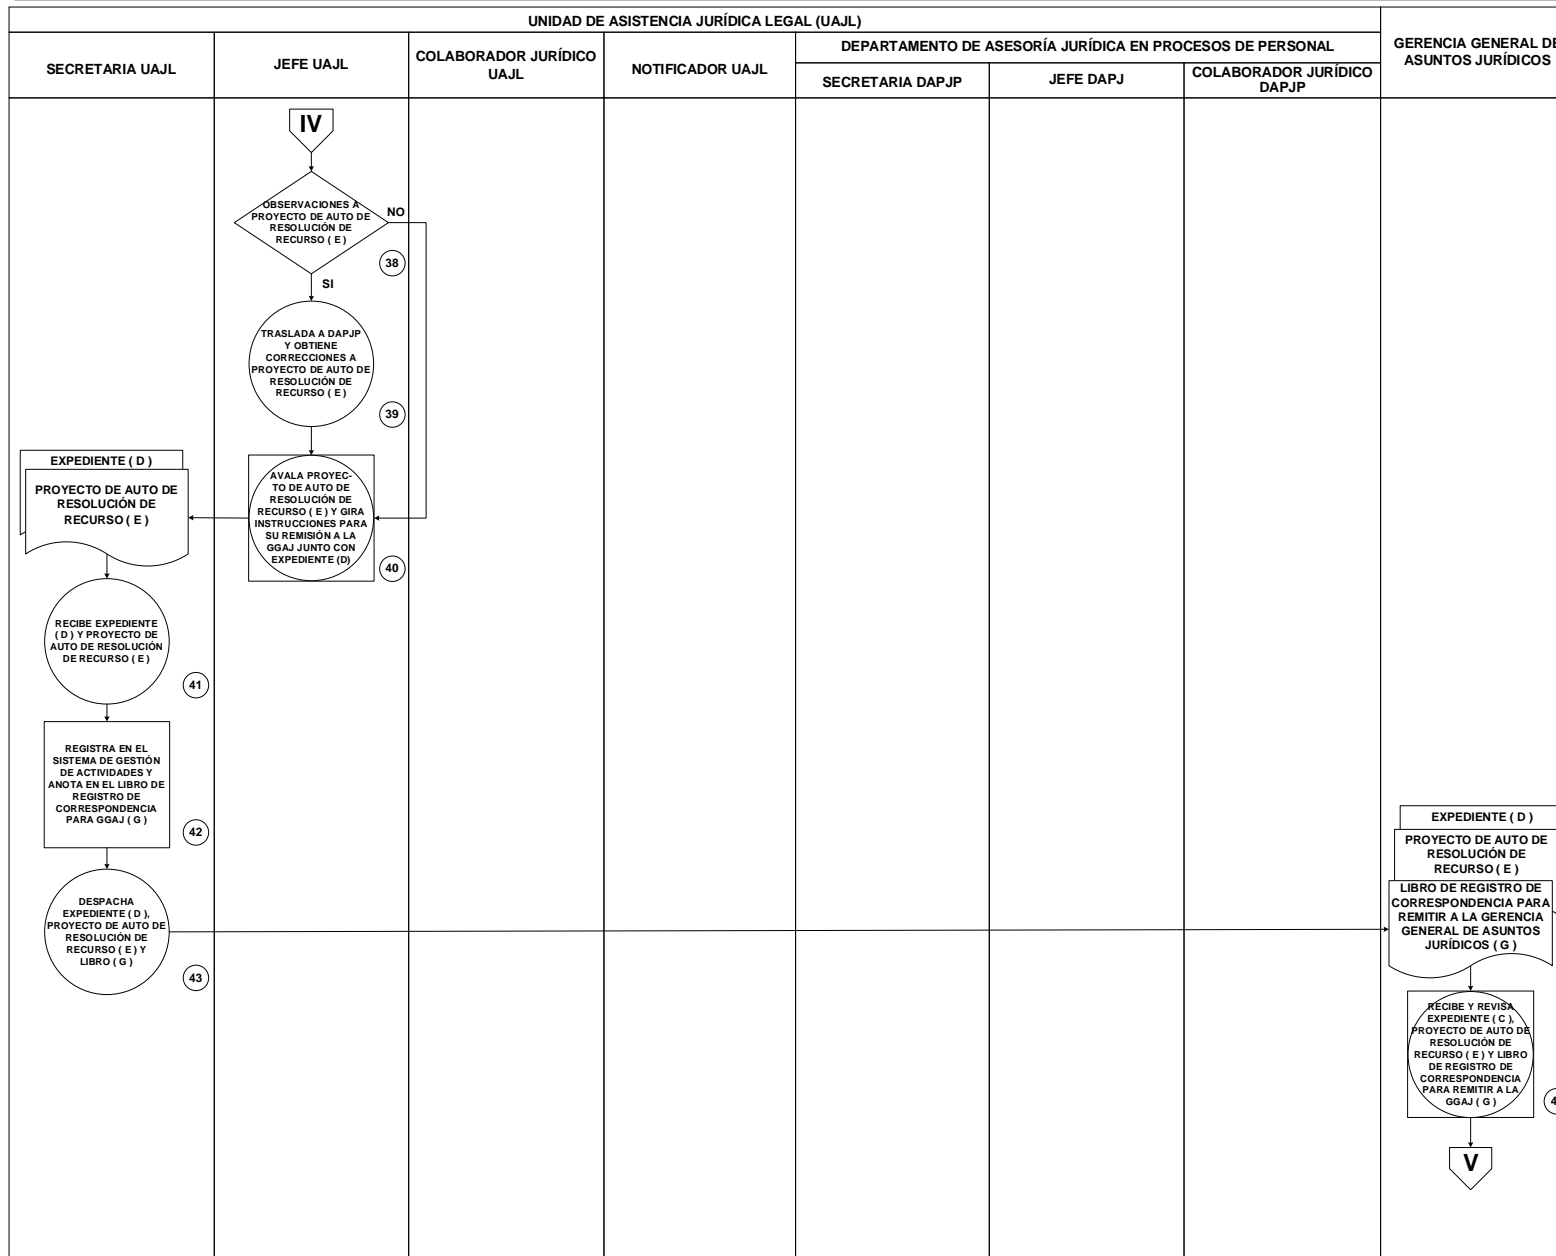 UNIDAD DE ASISTENCIA JURÍDICA LEGAL (UAJL)
SECRETARIA UAJL
JEFE UAJL
COLABORADOR JURÍDICO
UAJL
NOTIFICADOR UAJL
DEPARTAMENTO DE ASESORÍA JURÍDICA EN PROCESOS DE PERSONAL
SECRETARIA DAPJP
JEFE DAPJ
COLABORADOR JURÍDICO
DAPJP
GERENCIA GENERAL DE
ASUNTOS JURÍDICOS
IV
OBSERVACIONES A
PROYECTO DE AUTO DE
RESOLUCIÓN DE
RECURSO ( E )
NO
38
SI
TRASLADA A DAPJP
Y OBTIENE
CORRECCIONES A
PROYECTO DE AUTO DE
RESOLUCIÓN DE
RECURSO ( E )
39
AVALA PROYEC-
TO DE AUTO DE
RESOLUCIÓN DE
RECURSO ( E ) Y GIRA
INSTRUCCIONES PARA
SU REMISIÓN A LA
GGAJ JUNTO CON
EXPEDIENTE (D)
40
EXPEDIENTE ( D )
PROYECTO DE AUTO DE
RESOLUCIÓN DE
RECURSO ( E )
RECIBE EXPEDIENTE
( D ) Y PROYECTO DE
AUTO DE RESOLUCIÓN
DE RECURSO ( E )
41
REGISTRA EN EL
SISTEMA DE GESTIÓN
DE ACTIVIDADES Y
ANOTA EN EL LIBRO DE
REGISTRO DE
CORRESPONDENCIA
PARA GGAJ ( G )
42
DESPACHA
EXPEDIENTE ( D ),
PROYECTO DE AUTO DE
RESOLUCIÓN DE
RECURSO ( E ) Y
LIBRO ( G )
43
EXPEDIENTE ( D )
PROYECTO DE AUTO DE
RESOLUCIÓN DE
RECURSO ( E )
LIBRO DE REGISTRO DE
CORRESPONDENCIA PARA
REMITIR A LA GERENCIA
GENERAL DE ASUNTOS
JURÍDICOS ( G )
RECIBE Y REVISA
EXPEDIENTE ( C ),
PROYECTO DE AUTO DE
RESOLUCIÓN DE
RECURSO ( E ) Y LIBRO
DE REGISTRO DE
CORRESPONDENCIA
PARA REMITIR A LA
GGAJ ( G )
V